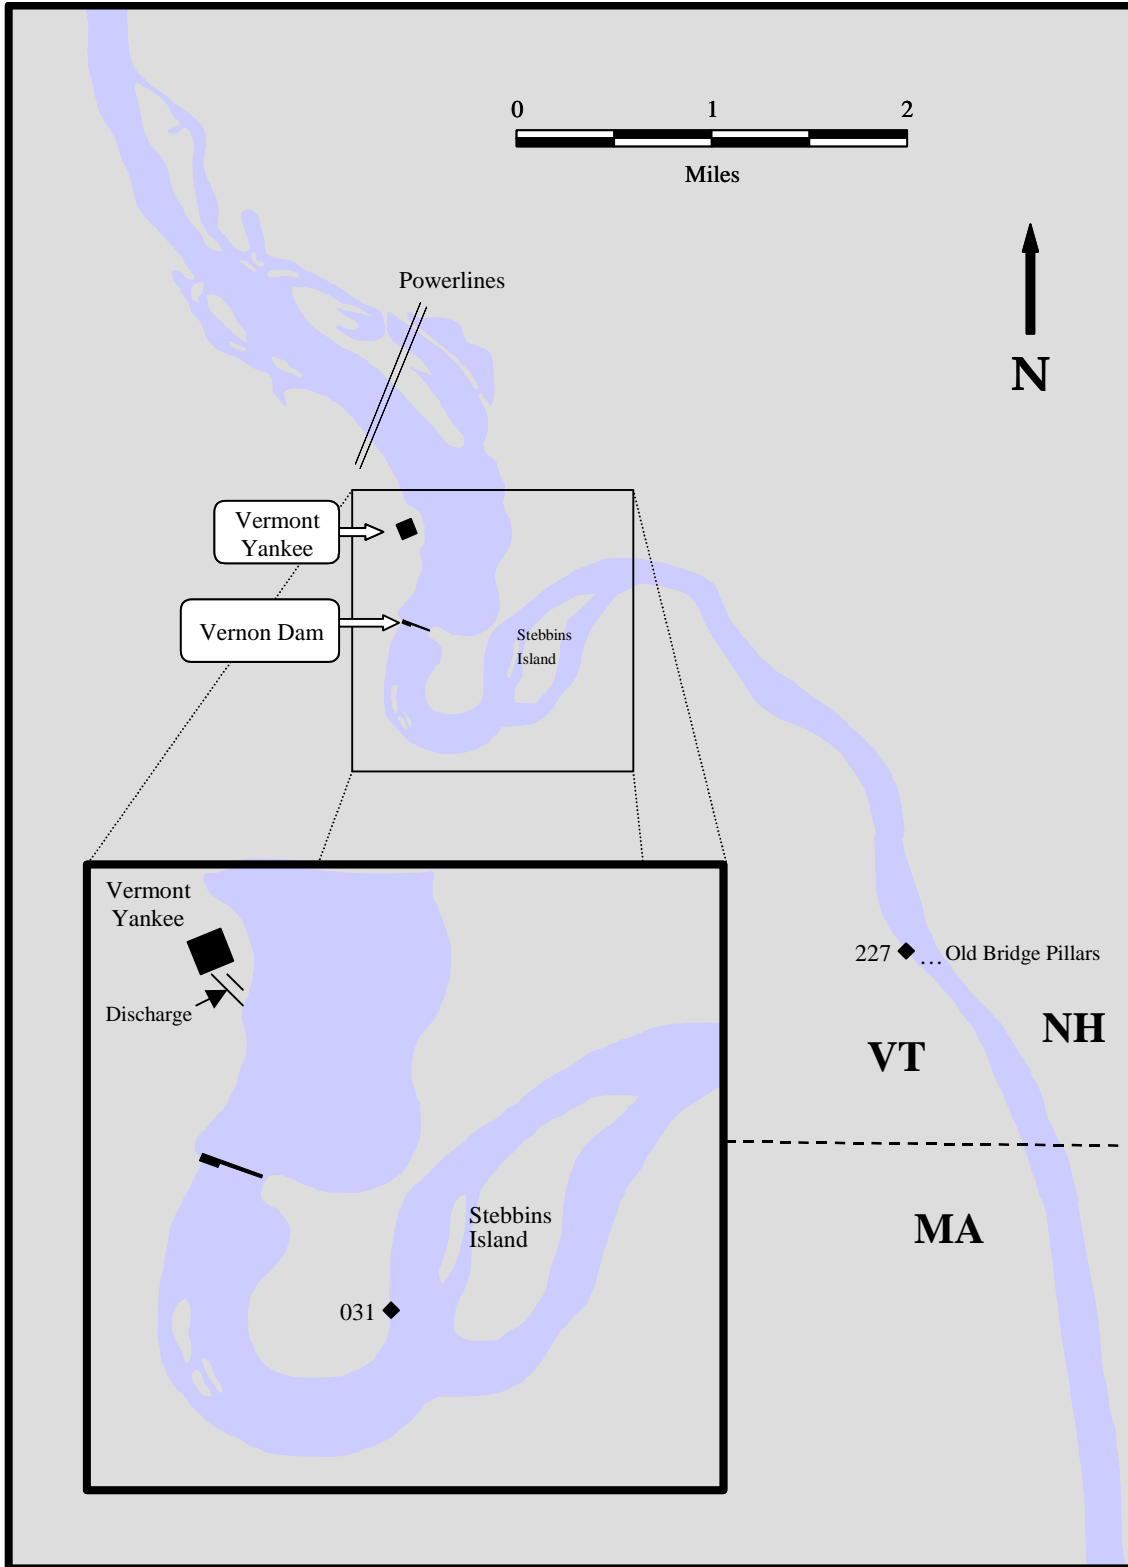 0 1 2
Miles
Powerlines
N
Vermont
Yankee
Vernon Dam
Stebbins
Island
Vermont
Yankee
Discharge
227 ... Old Bridge Pillars
NH
VT
MA
Stebbins
Island
031